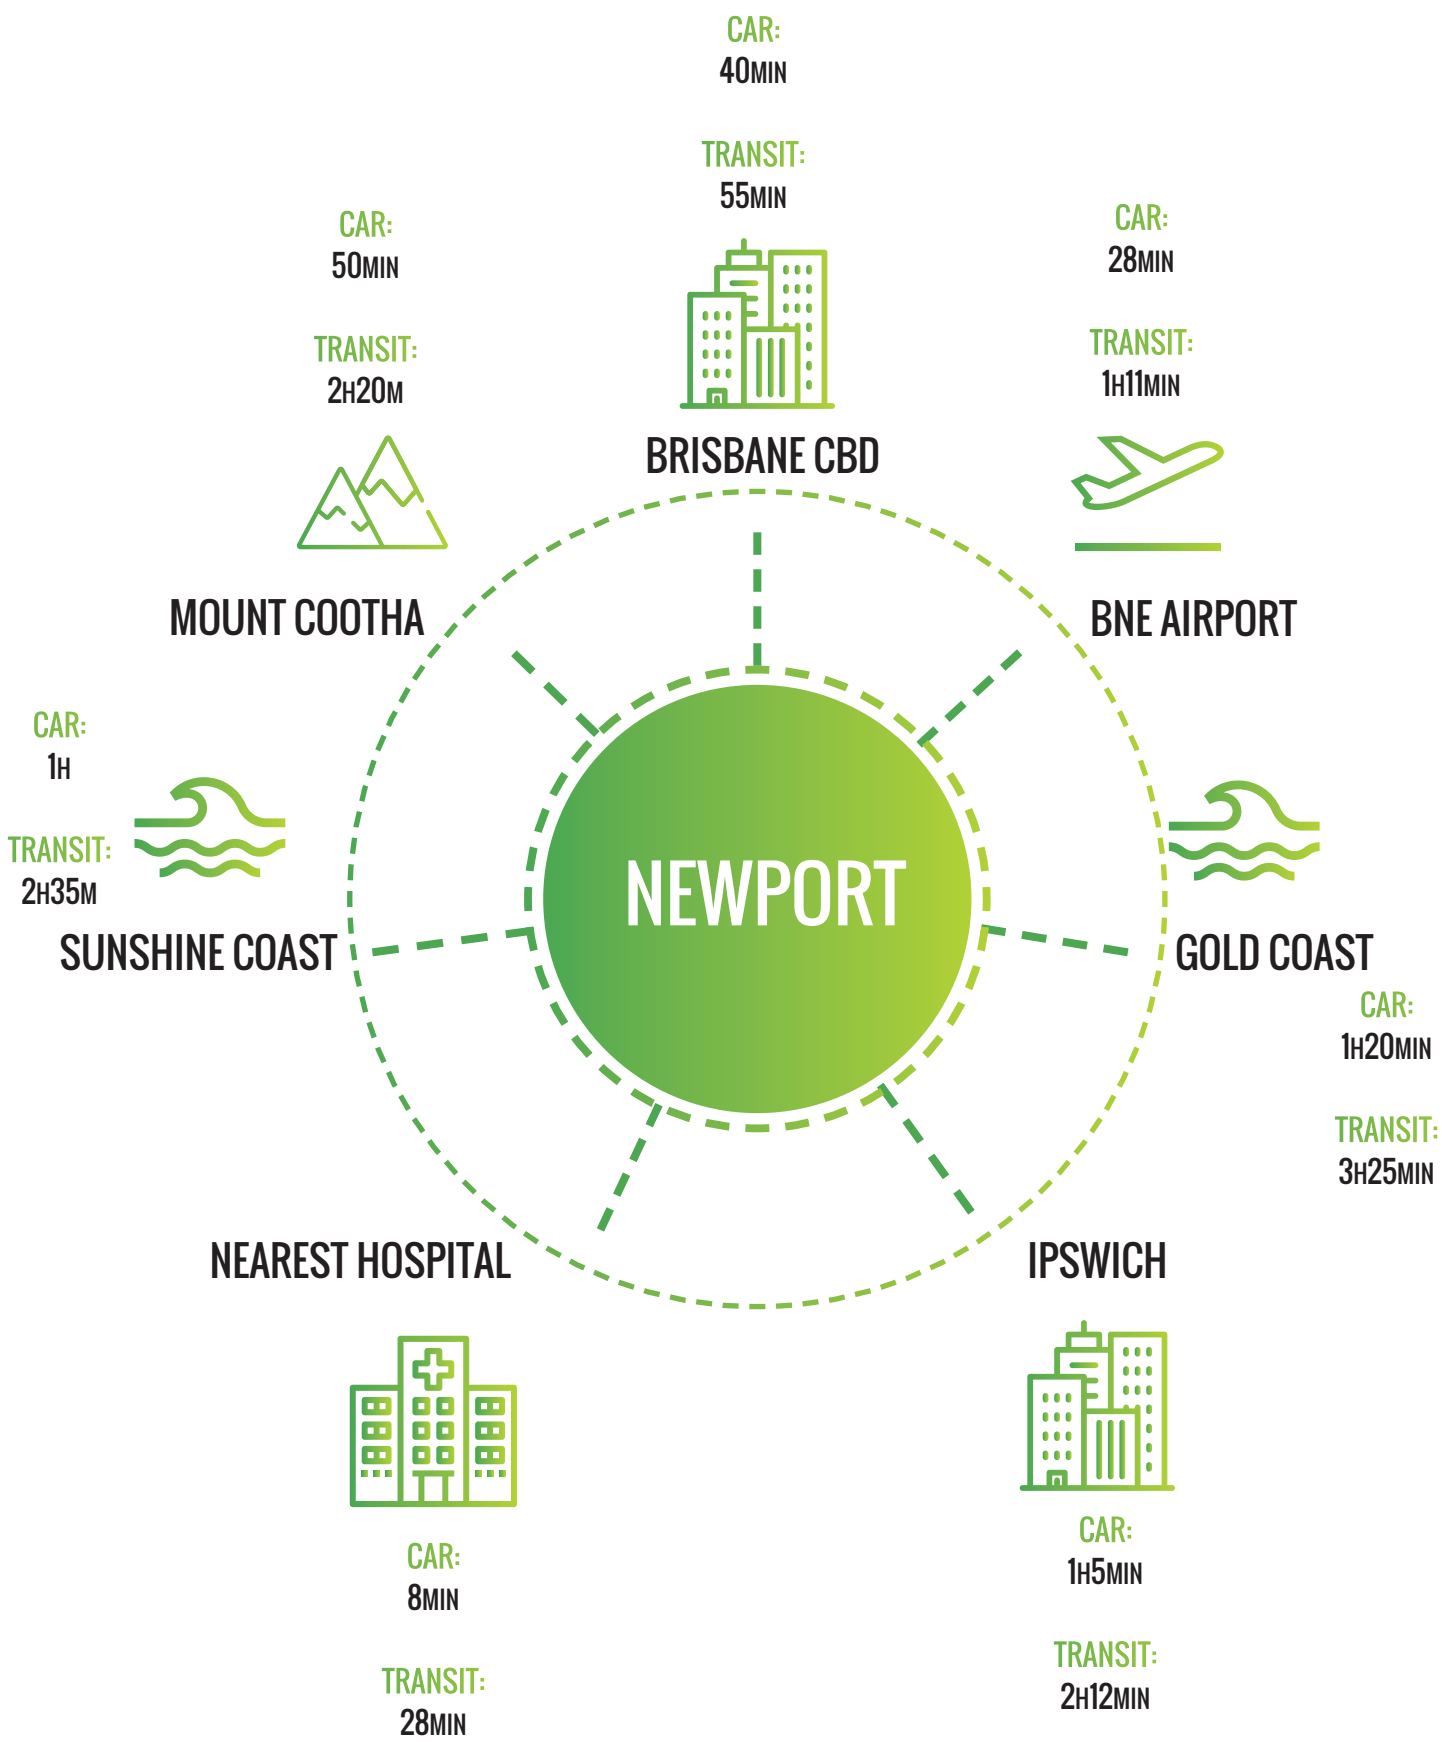 CAR:
40MIN
TRANSIT:
55MIN
BRISBANE CBD
CAR:
50MIN
TRANSIT:
2H20M
MOUNT COOTHA
CAR:
28MIN
TRANSIT:
1H11MIN
BNE AIRPORT
CAR:
1H
TRANSIT:
2H35M
SUNSHINE COAST
NEWPORT
GOLD COAST
CAR:
1H20MIN
TRANSIT:
3H25MIN
NEAREST HOSPITAL
CAR:
8MIN
TRANSIT:
28MIN
IPSWICH
CAR:
1H5MIN
TRANSIT:
2H12MIN